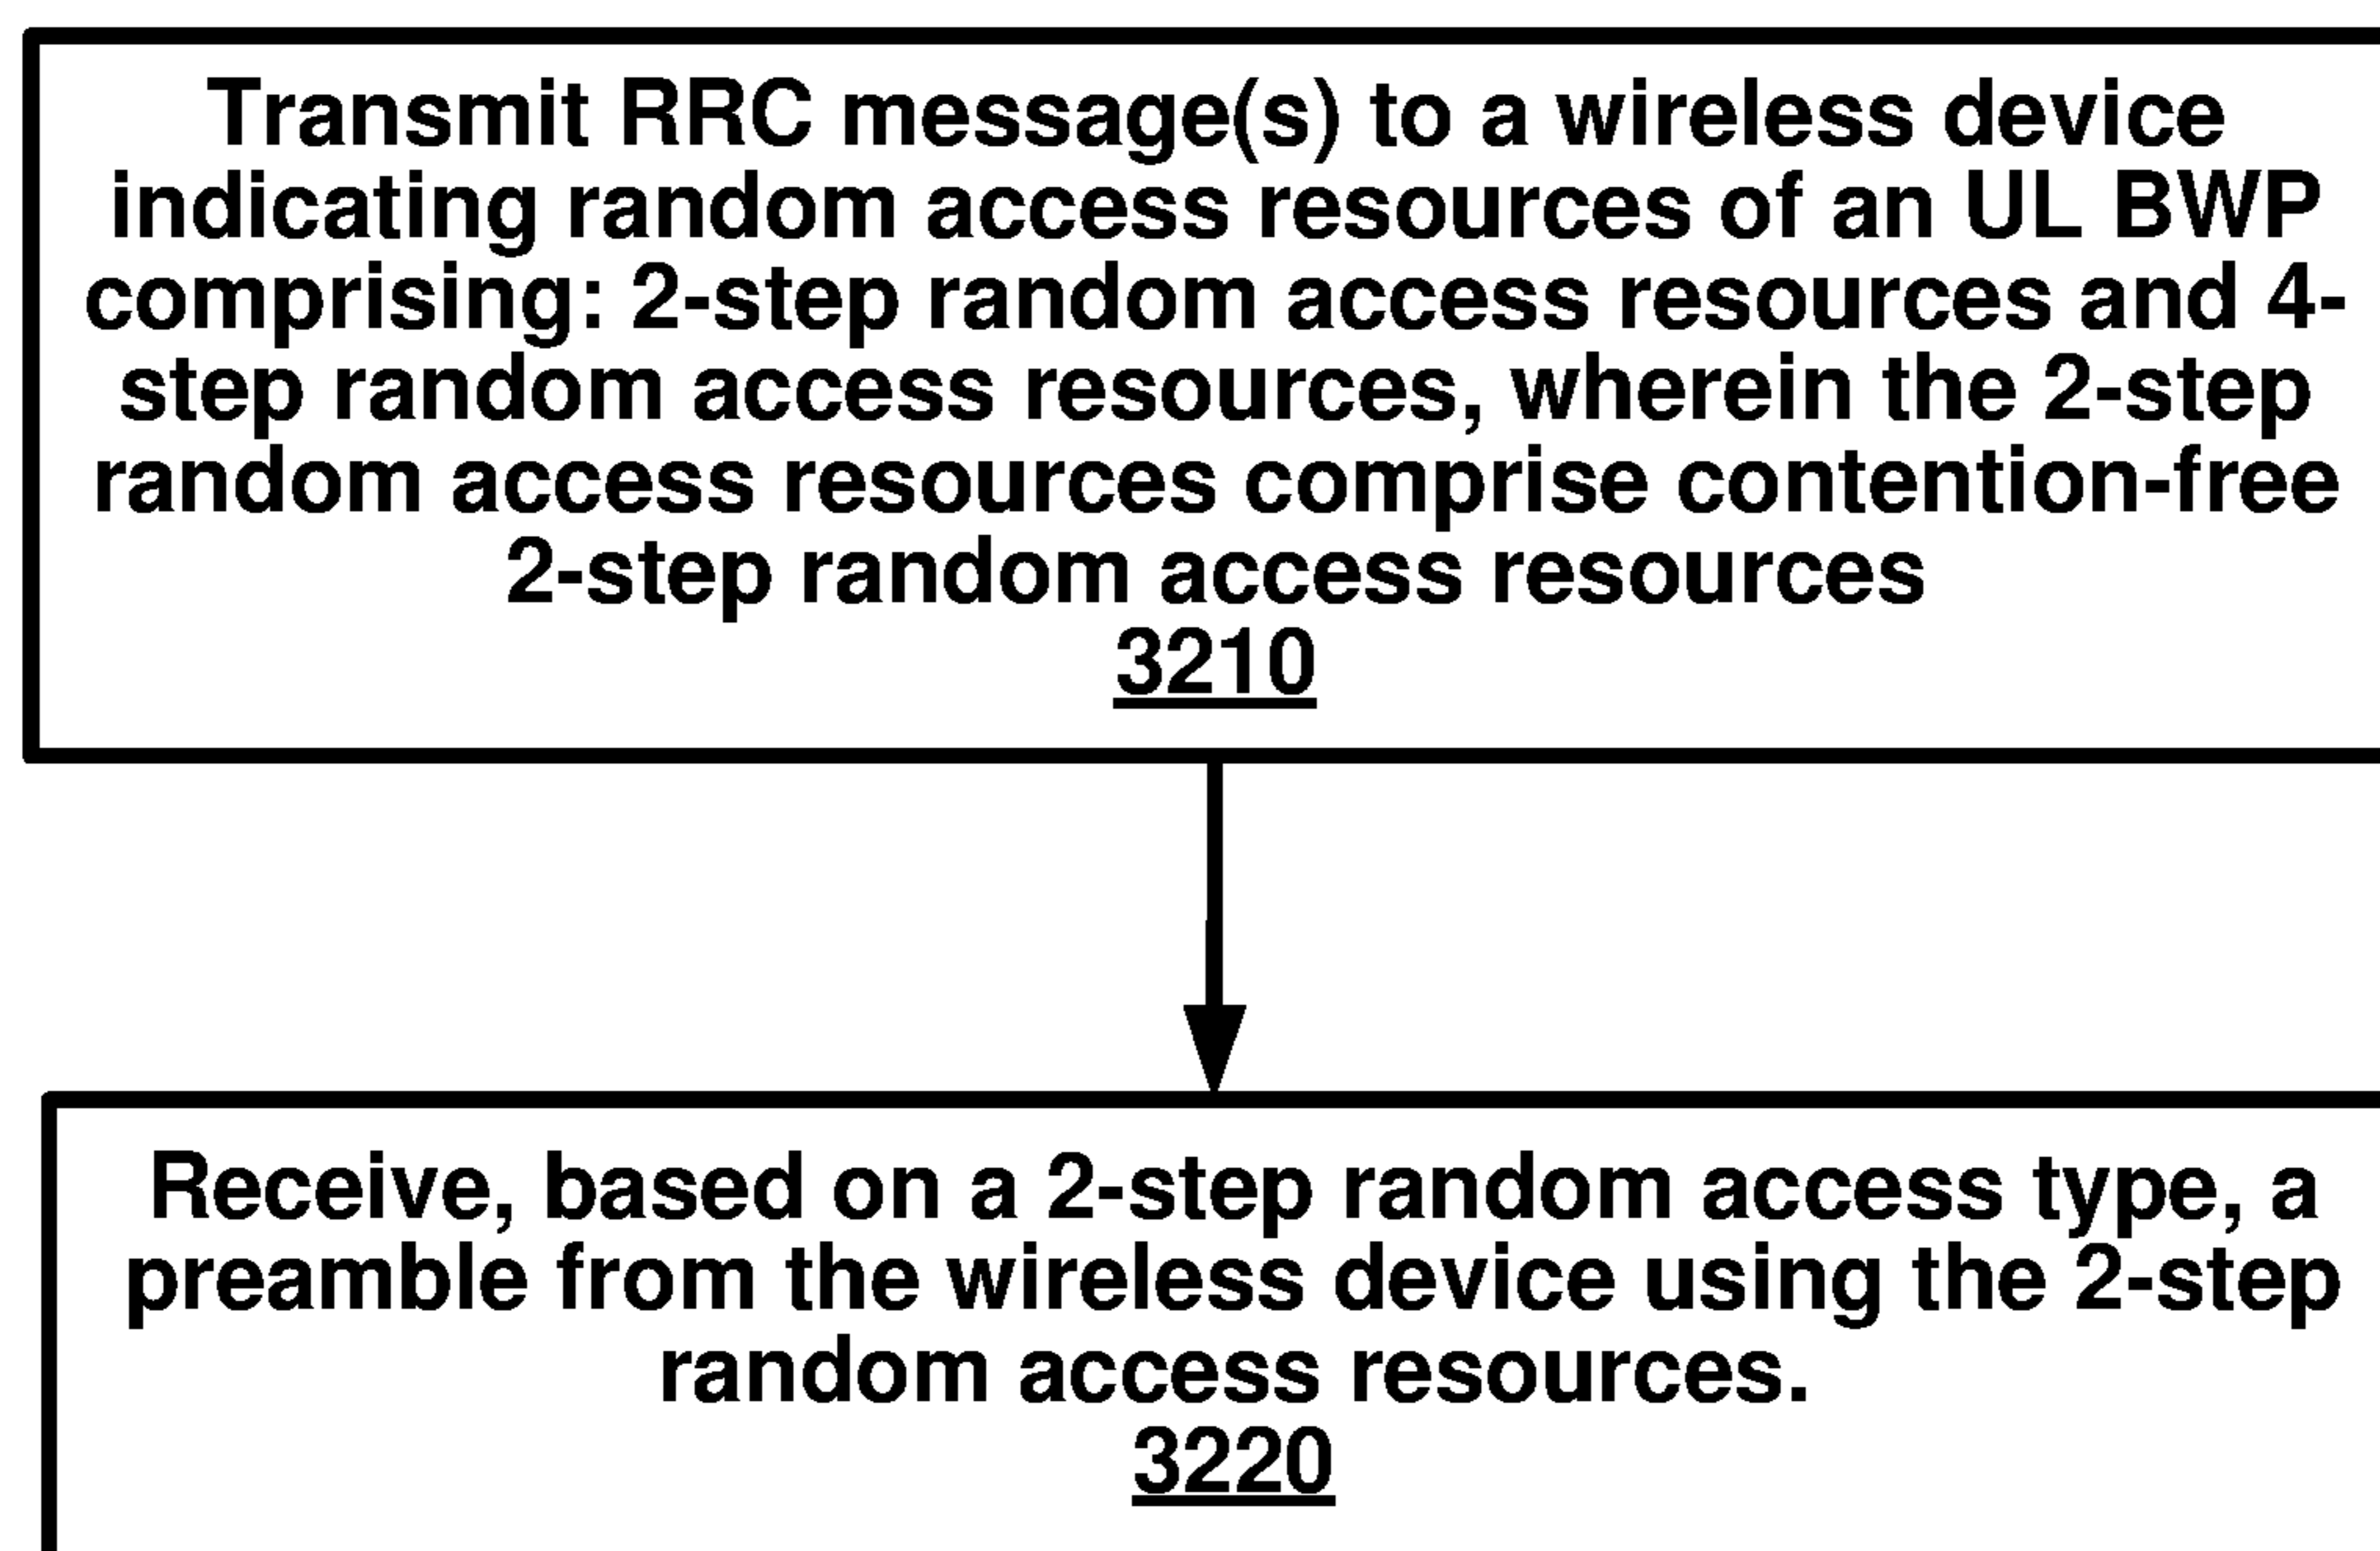 Transmit RRC message(s) to a wireless device
indicating random access resources of an UL BWP
comprising: 2-step random access resources and 4-
step random access resources, wherein the 2-step
random access resources comprise contention-free
2-step random access resources
3210
Receive, based on a 2-step random access type, a
preamble from the wireless device using the 2-step
random access resources.
3220